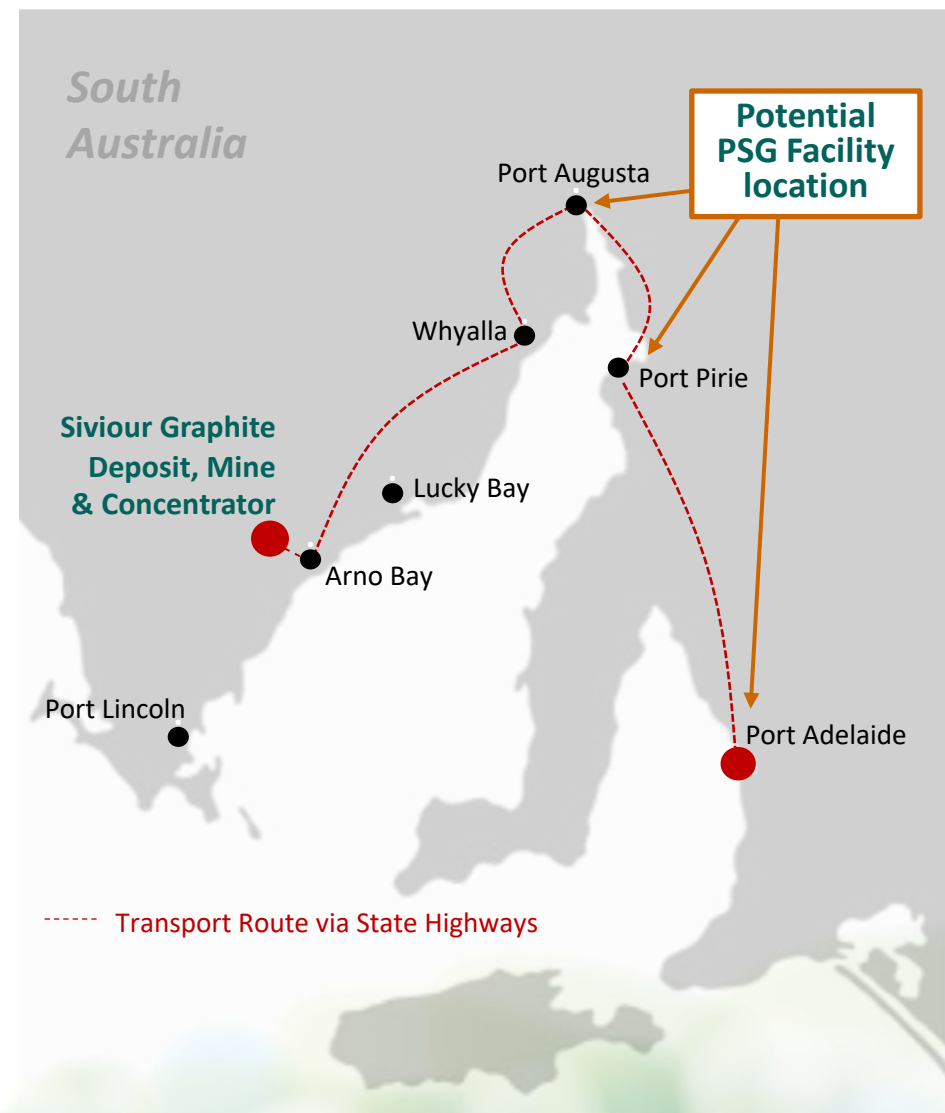 South
Australia
Potential
PSG Facility
location
Port Augusta
Whyalla
Port Pirie
Siviour Graphite
Deposit, Mine
& Concentrator
Lucky Bay
Arno Bay
Port Lincoln
Port Adelaide
Transport Route via State Highways